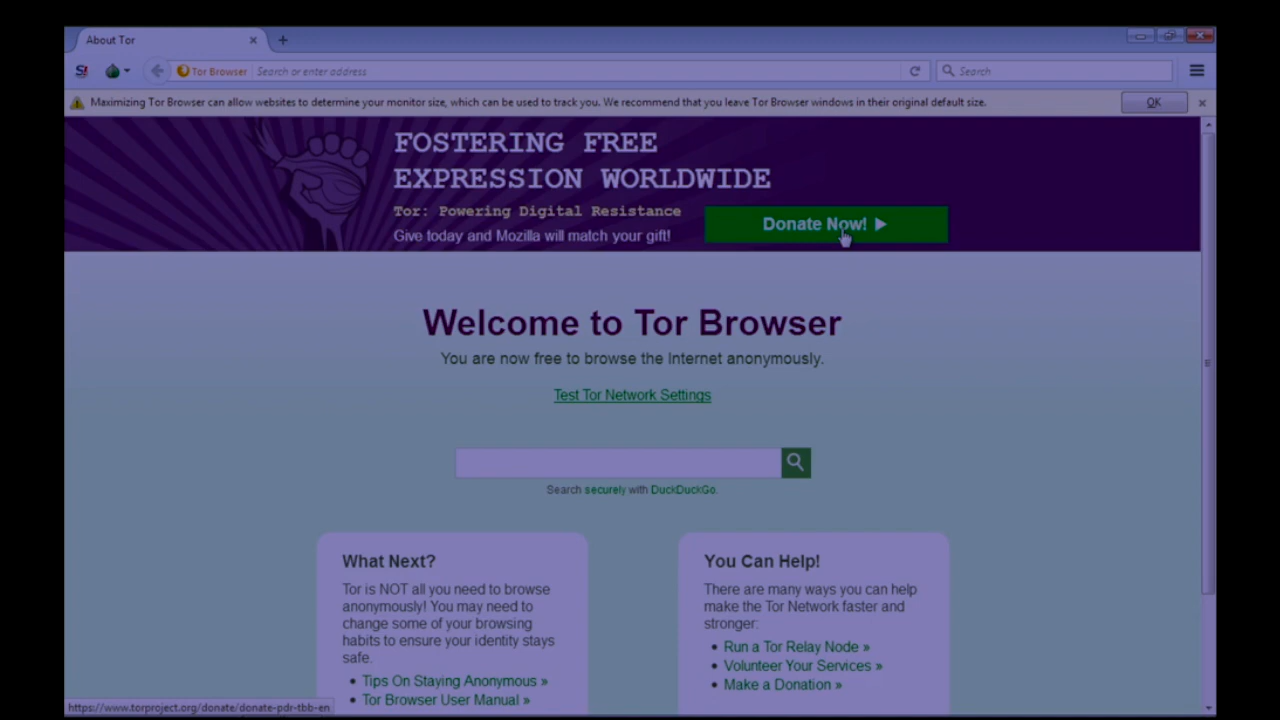 About Tor
S!
Tor Browser
Search or enter address
Search
Maximizing Tor Browser can allow websites to determine your monitor size, which can be used to track you. We recommend that you leave Tor Browser windows in their original default size.
OK
FOSTERING FREE
EXPRESSION WORLDWIDE
Tor: Powering Digital Resistance
Give today and Mozilla will match your gift!
Donate Now!
Welcome to Tor Browser
You are now free to browse the Internet anonymously.
Test Tor Network Settings
Search securely with DuckDuckGo.
What Next?
Tor is NOT all you need to browse
anonymously! You may need to
change some of your browsing
habits to ensure your identity stays
safe.
• Tips On Staying Anonymous »
• Tor Browser User Manual »
You Can Help!
There are many ways you can help
make the Tor Network faster and
stronger:
• Run a Tor Relay Node »
• Volunteer Your Services »
• Make a Donation »
https://www.torproject.org/donate/donate-pdr-tbb-en